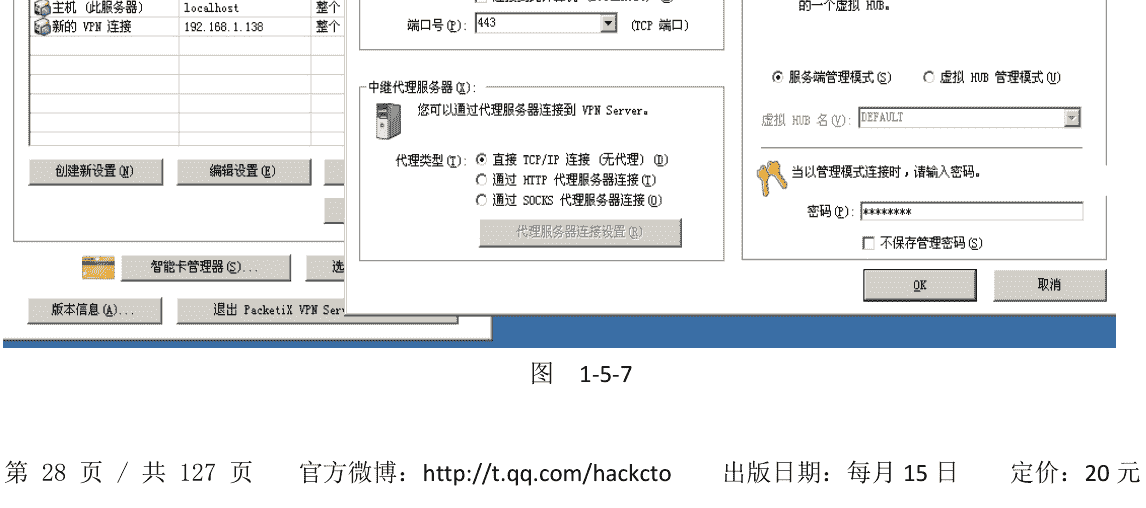 主机 (此服务器) localhost 整个
新的 VPN 连接 192.168.1.138 整个
创建新设置(N) 编辑设置(E)
智能卡管理器(S)... 选
版本信息(A)... 退出 PacketiX VPN Ser
端口号(P): 443 (TCP 端口)
中继代理服务器(X):
您可以通过代理服务器连接到 VPN Server。
代理类型(T): 直接 TCP/IP 连接 (无代理) (D)
通过 HTTP 代理服务器连接(T)
通过 SOCKS 代理服务器连接(O)
代理服务器连接设置(R)
的一个虚拟 HUB。
服务端管理模式(S) 虚拟 HUB 管理模式(U)
虚拟 HUB 名(V): DEFAULT
当以管理模式连接时，请输入密码。
密码(P): ********
不保存管理密码(S)
OK 取消
图 1-5-7
第 28 页 / 共 127 页 官方微博：http://t.qq.com/hackcto 出版日期：每月 15 日 定价：20 元